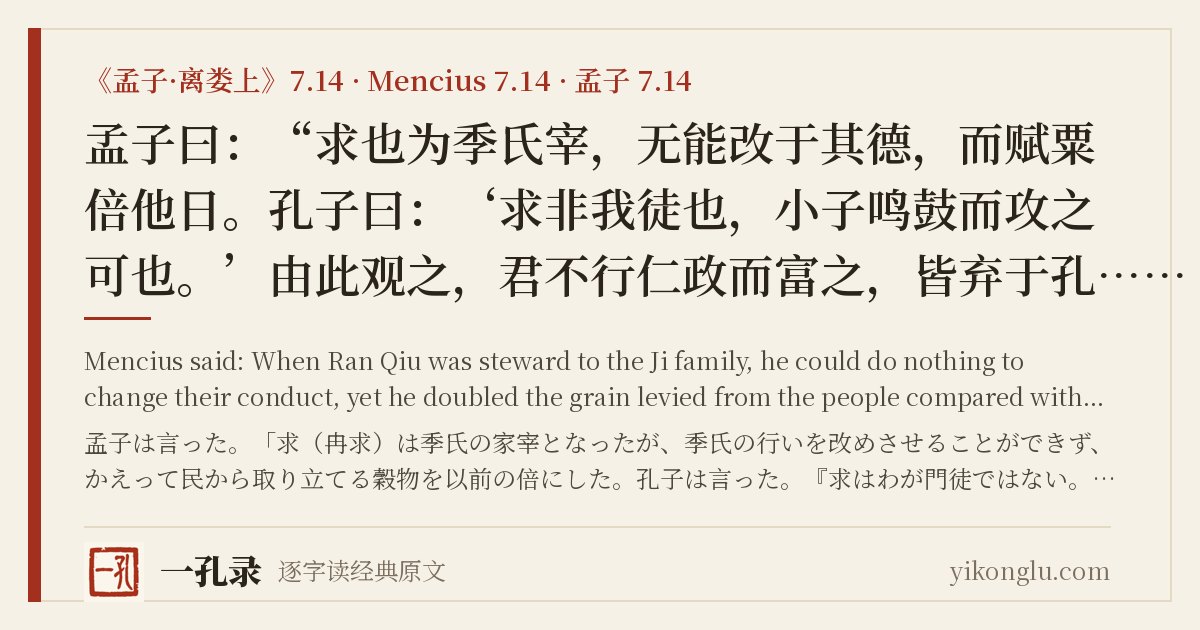 《孟子·离娄上》7.14 · Mencius 7.14 · 孟子 7.14
孟子曰：“求也为季氏宰，无能改于其德，而赋粟
倍他日。孔子曰：‘求非我徒也，小子鸣鼓而攻之
可也。’由此观之，君不行仁政而富之，皆弃于孔……
Mencius said: When Ran Qiu was steward to the Ji family, he could do nothing to
change their conduct, yet he doubled the grain levied from the people compared with...
孟子は言った。「求（冉求）は季氏の家宰となったが、季氏の行いを改めさせることができず、
かえって民から取り立てる穀物を以前の倍にした。孔子は言った。『求はわが門徒ではない。…
一孔
一孔录 逐字读经典原文
yikonglu.com